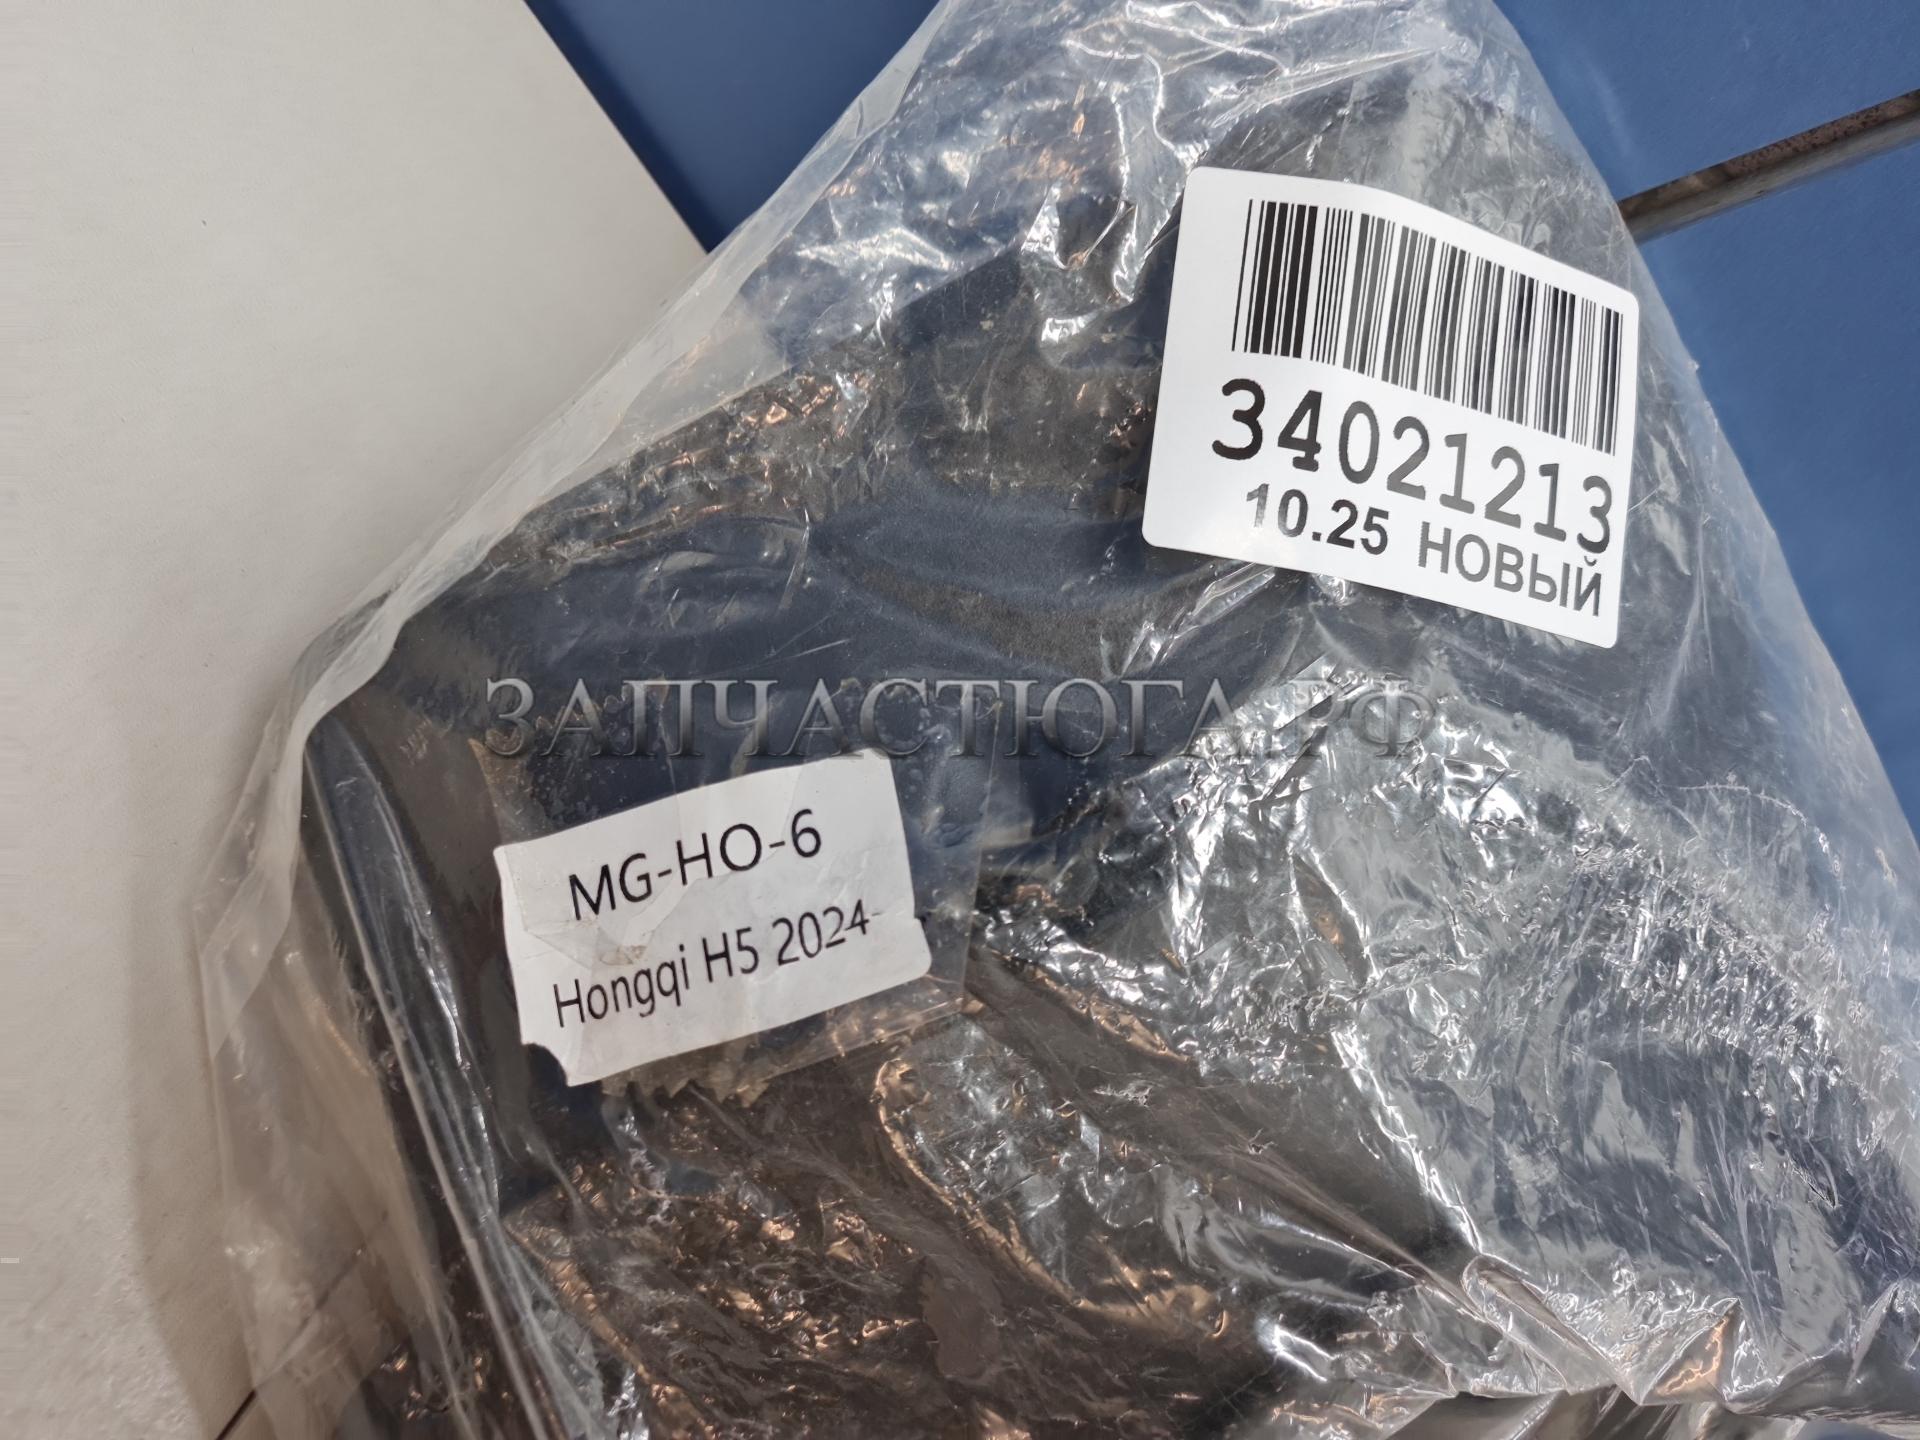 34021213
10.25 НОВЫЙ
ЗАПЧАСТЮГА.РФ
MG-HO-6
Hongqi H5 2024-